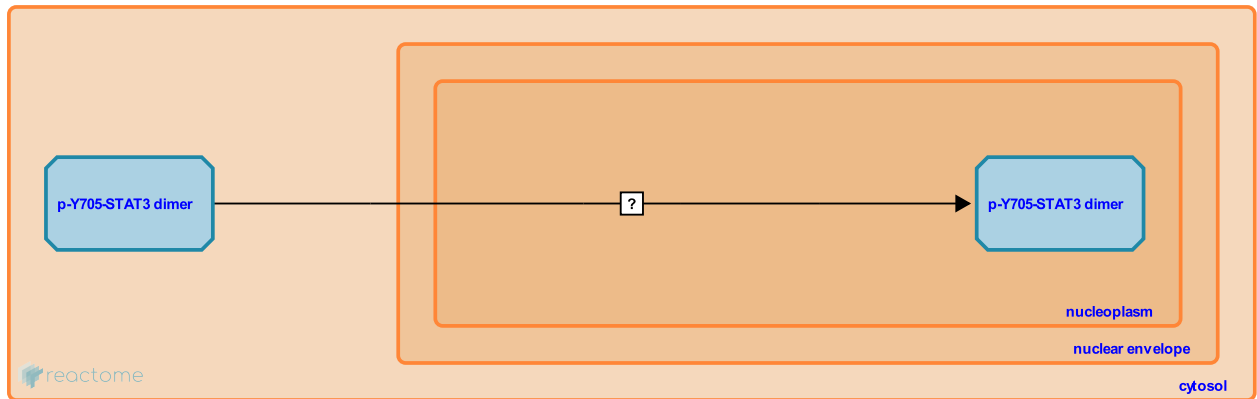 p-Y705-STAT3 dimer
?
p-Y705-STAT3 dimer
nucleoplasm
nuclear envelope
reactome
cytosol